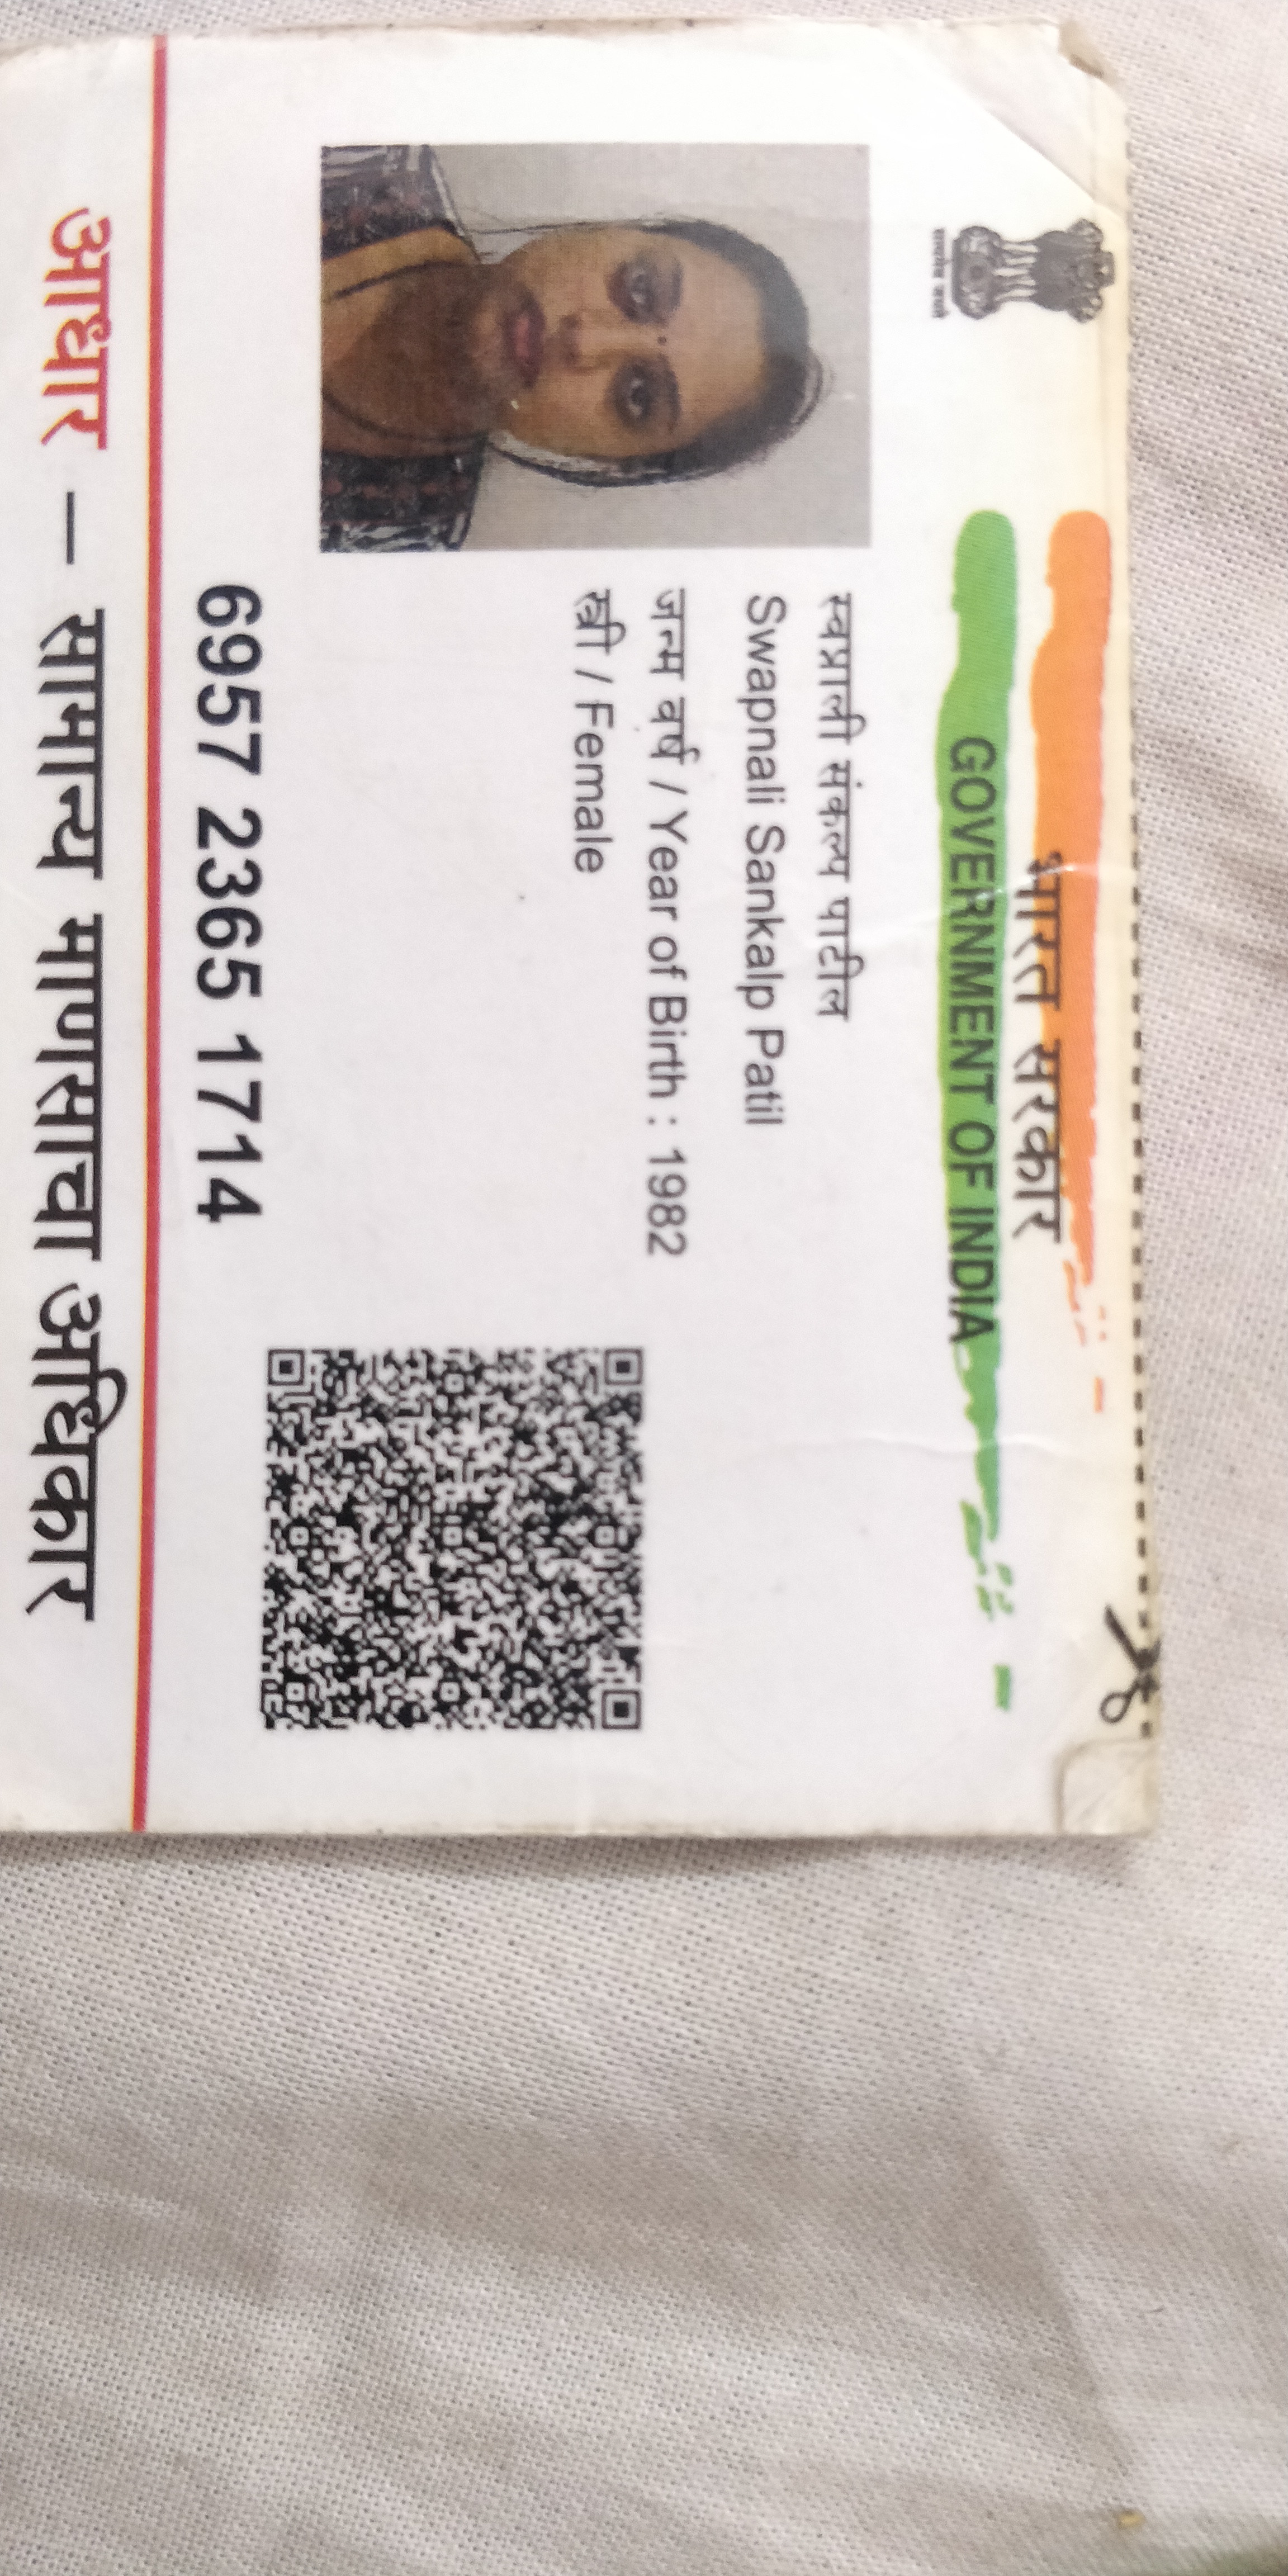 भारत सरकार
GOVERNMENT OF INDIA
स्वप्नाली संकल्प पाटील
Swapnali Sankalp Patil
जन्म वर्ष / Year of Birth : 1982
स्त्री / Female
6957 2365 1714
आधार – सामान्य माणसाचा अधिकार